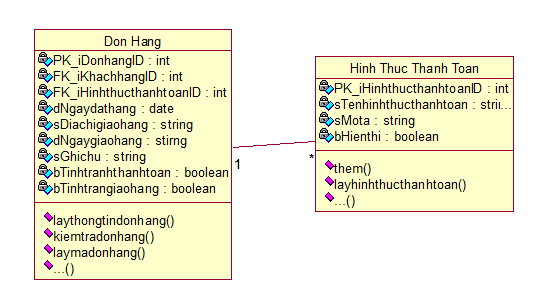 Don Hang
PK_iDonhangID : int
FK_iKhachhangID : int
FK_iHinhthucthanhtoanID : int
dNgaydathang : date
sDiachigiaohang : string
dNgaygiaohang : stirng
sGhichu : string
bTinhtranhthanhtoan : boolean
bTinhtrangiaohang : boolean
laythongtindonhang()
kiemtradonhang()
laymadonhang()
...()
1
*
Hinh Thuc Thanh Toan
PK_iHinhthucthanhtoanID : int
sTenhinhthucthanhtoan : strin...
sMota : string
bHienthi : boolean
them()
layhinhthucthanhtoan()
...()